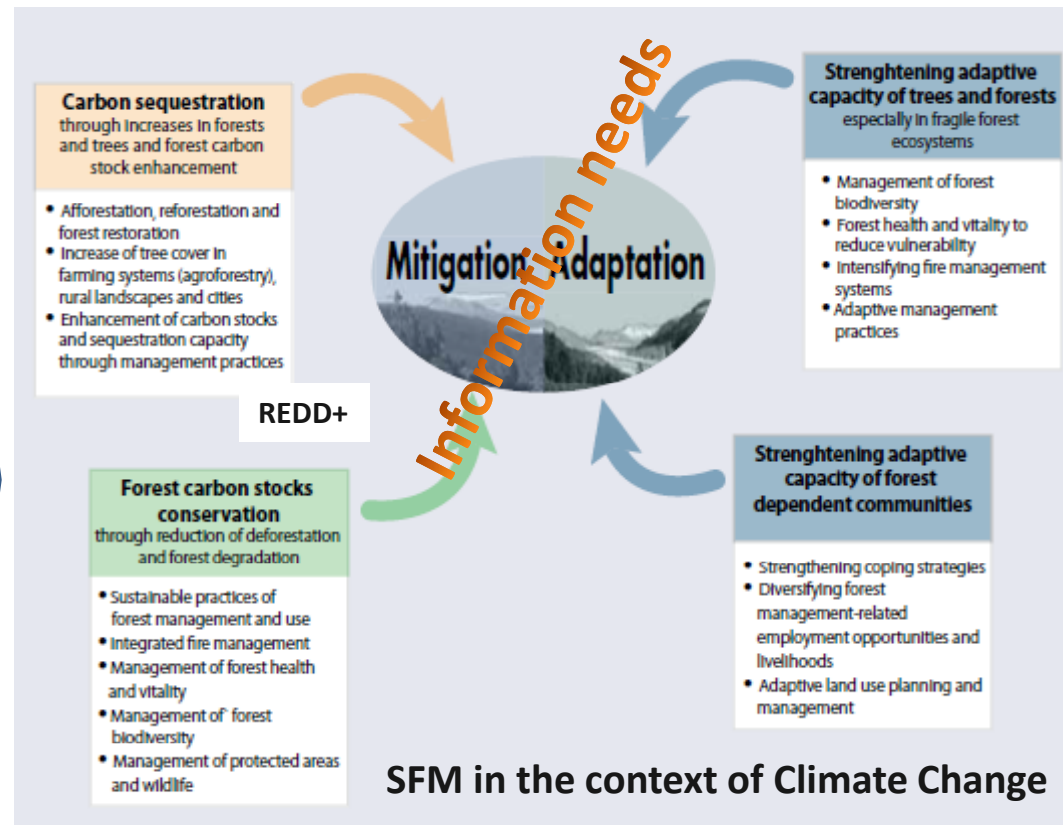 Carbon sequestration
through increases in forests
and trees and forest carbon
stock enhancement
• Afforestation, reforestation and
forest restoration
• Increase of tree cover in
farming systems (agroforestry),
rural landscapes and cities
• Enhancement of carbon stocks
and sequestration capacity
through management practices
REDD+
Forest carbon stocks
conservation
through reduction of deforestation
and forest degradation
• Sustainable practices of
forest management and use
• Integrated fire management
• Management of forest health
and vitality
• Management of` forest
biodiversity
• Management of protected areas
and wildlife
Mitigation Adaptation
Information needs
Strenghtening adaptive
capacity of trees and forests
especially in fragile forest
ecosystems
• Management of forest
biodiversity
• Forest health and vitality to
reduce vulnerability
• Intensifying fire management
systems
• Adaptive management
practices
Strenghtening adaptive
capacity of forest
dependent communities
• Strengthening coping strategies
• Diversifying forest
management-related
employment opportunities and
livelihoods
• Adaptive land use planning and
management
SFM in the context of Climate Change